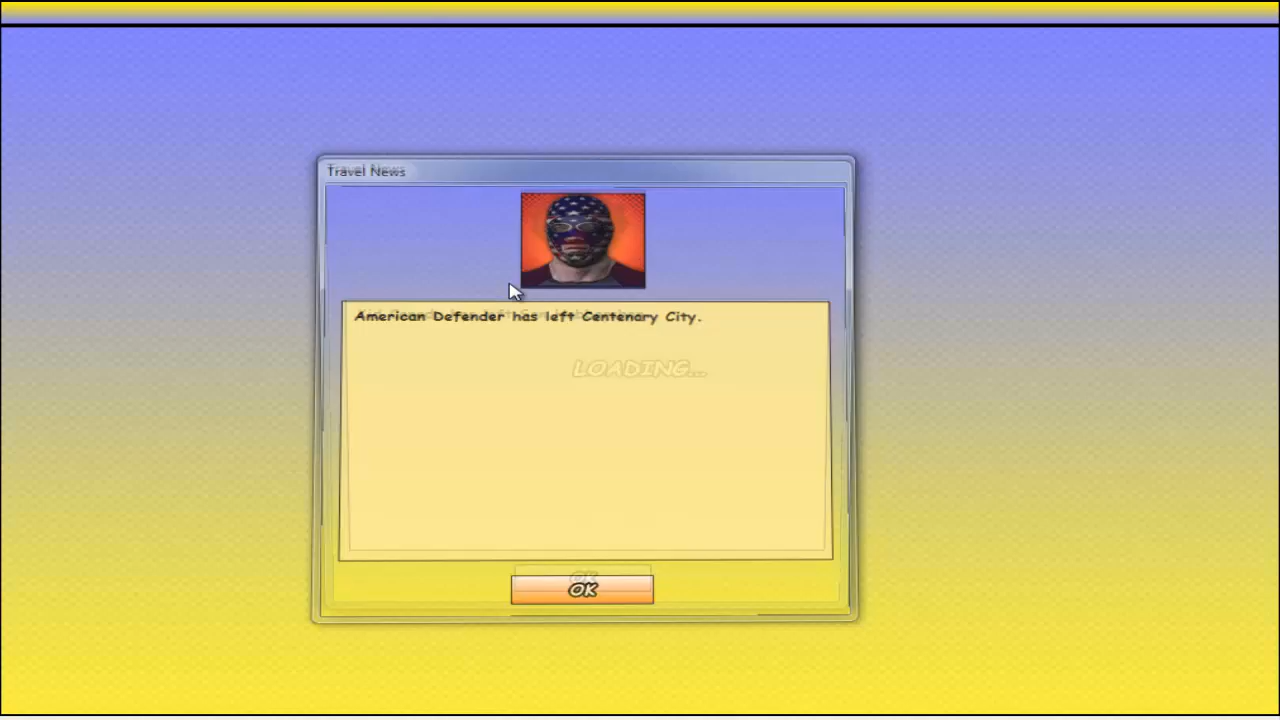 Travel News
American Defender has left Centenary City.
LOADING...
OK